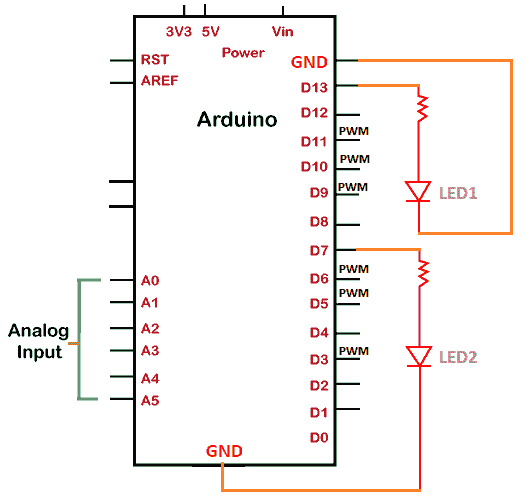 3V3 5V Vin
Power
RST
AREF
Arduino
GND
D13
D12
D11 PWM
D10 PWM
D9 PWM
D8
D7
D6 PWM
D5 PWM
D4
D3 PWM
D2
D1
D0
LED1
LED2
A0
A1
A2
A3
A4
A5
Analog
Input
GND